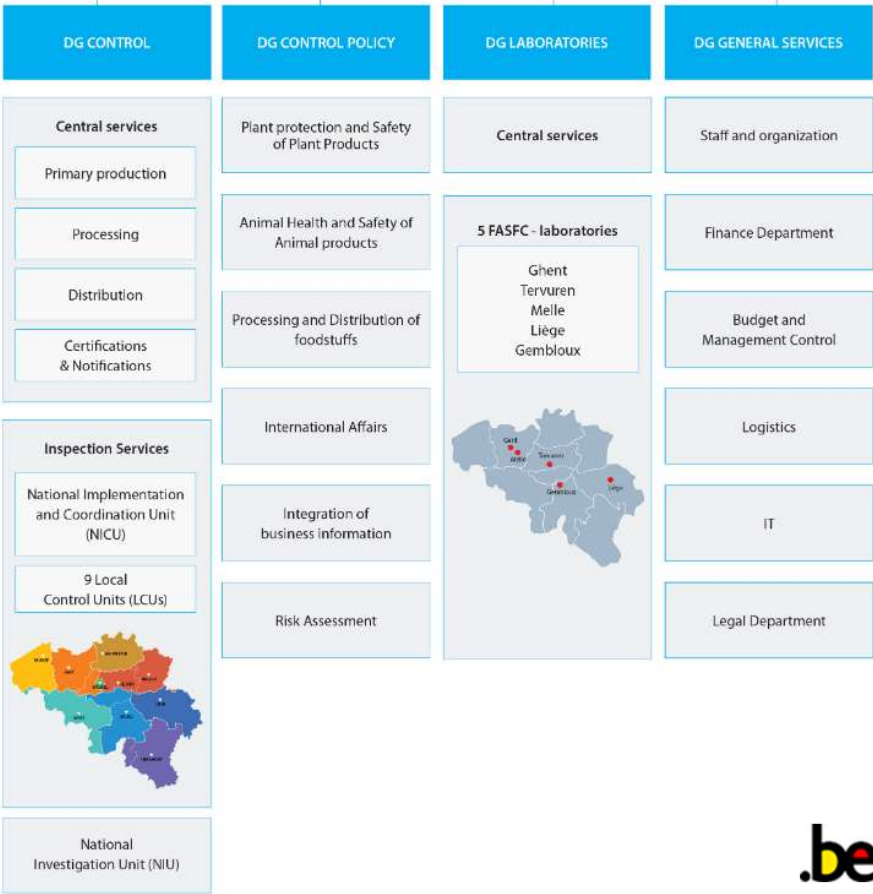 DG CONTROL
Central services
Primary production
Processing
Distribution
Certifications
& Notifications
Inspection Services
National Implementation
and Coordination Unit
(NICU)
9 Local
Control Units (LCUs)
National
Investigation Unit (NIU)
DG CONTROL POLICY
Plant protection and Safety
of Plant Products
Animal Health and Safety of
Animal products
Processing and Distribution of
foodstuffs
International Affairs
Integration of
business information
Risk Assessment
DG LABORATORIES
Central services
5 FASFC - laboratories
Ghent
Tervuren
Melle
Liège
Gembloux
Gent
Melle
Tervuren
Gembloux
Liège
DG GENERAL SERVICES
Staff and organization
Finance Department
Budget and
Management Control
Logistics
IT
Legal Department
.be